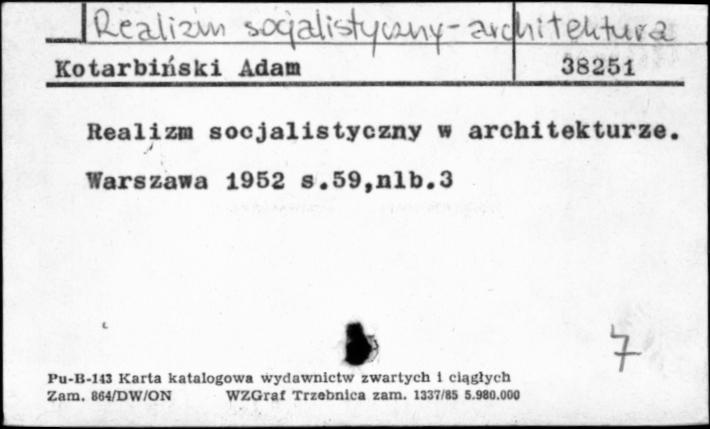 Realizm socjalistyczny - architektura
Kotarbiński Adam 38251
Realizm socjalistyczny w architekturze.
Warszawa 1952 s.59,nlb.3
7
Pu-B-143 Karta katalogowa wydawnictw zwartych i ciągłych
Zam. 864/DW/ON WZGraf Trzebnica zam. 1337/85 5.980.000